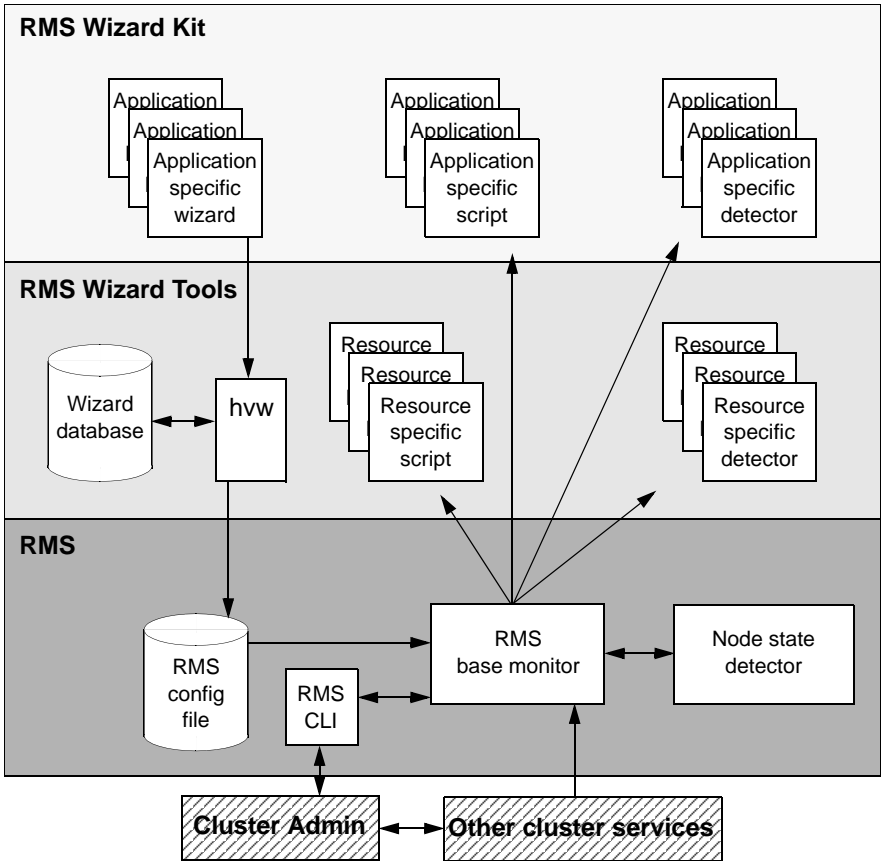 RMS Wizard Kit
Application
Application
Application
specific
wizard
Application
Application
Application
specific
script
Application
Application
Application
specific
detector
RMS Wizard Tools
Wizard
database
hvw
Resource
Resource
Resource
specific
script
Resource
Resource
Resource
specific
detector
RMS
RMS
config
file
RMS
CLI
RMS
base monitor
Node state
detector
Cluster Admin
Other cluster services